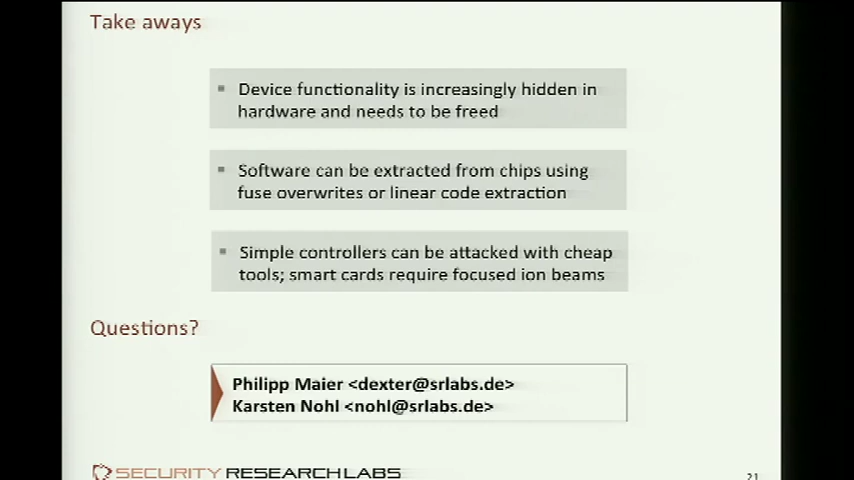 Take aways
▪ Device functionality is increasingly hidden in
hardware and needs to be freed
▪ Software can be extracted from chips using
fuse overwrites or linear code extraction
▪ Simple controllers can be attacked with cheap
tools; smart cards require focused ion beams
Questions?
Philipp Maier <dexter@srlabs.de>
Karsten Nohl <nohl@srlabs.de>
SECURITY RESEARCH LABS
21